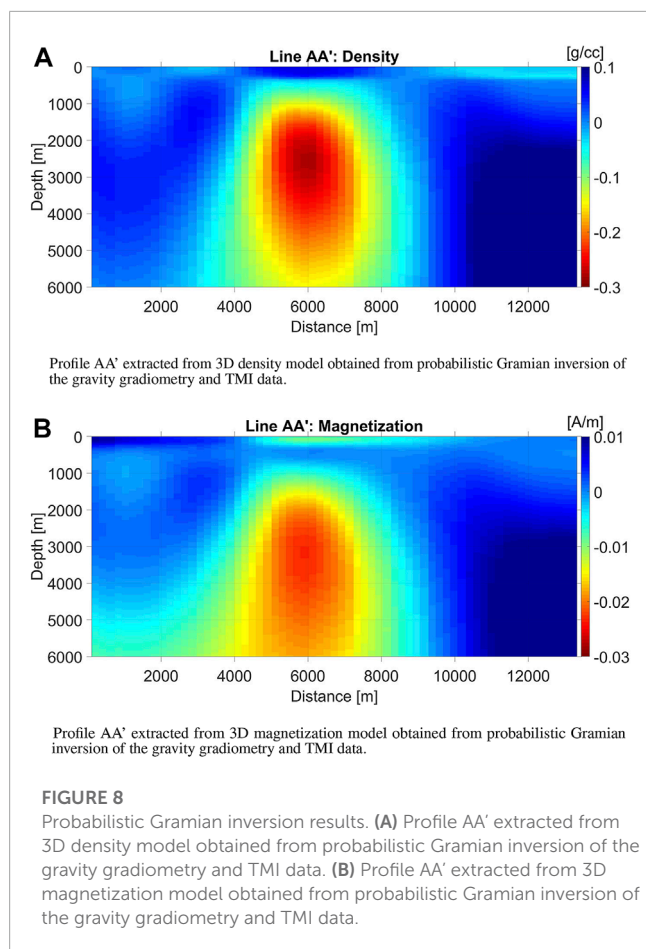 A
Line AA': Density
[g/cc]
0
1000
2000
3000
4000
5000
6000
Depth [m]
2000 4000 6000 8000 10000 12000
Distance [m]
0.1
0
-0.1
-0.2
-0.3
Profile AA' extracted from 3D density model obtained from probabilistic Gramian inversion of
the gravity gradiometry and TMI data.
B
Line AA': Magnetization
[A/m]
0
1000
2000
3000
4000
5000
6000
Depth [m]
2000 4000 6000 8000 10000 12000
Distance [m]
0.01
0
-0.01
-0.02
-0.03
Profile AA' extracted from 3D magnetization model obtained from probabilistic Gramian
inversion of the gravity gradiometry and TMI data.
FIGURE 8
Probabilistic Gramian inversion results. (A) Profile AA' extracted from
3D density model obtained from probabilistic Gramian inversion of the
gravity gradiometry and TMI data. (B) Profile AA' extracted from 3D
magnetization model obtained from probabilistic Gramian inversion of
the gravity gradiometry and TMI data.